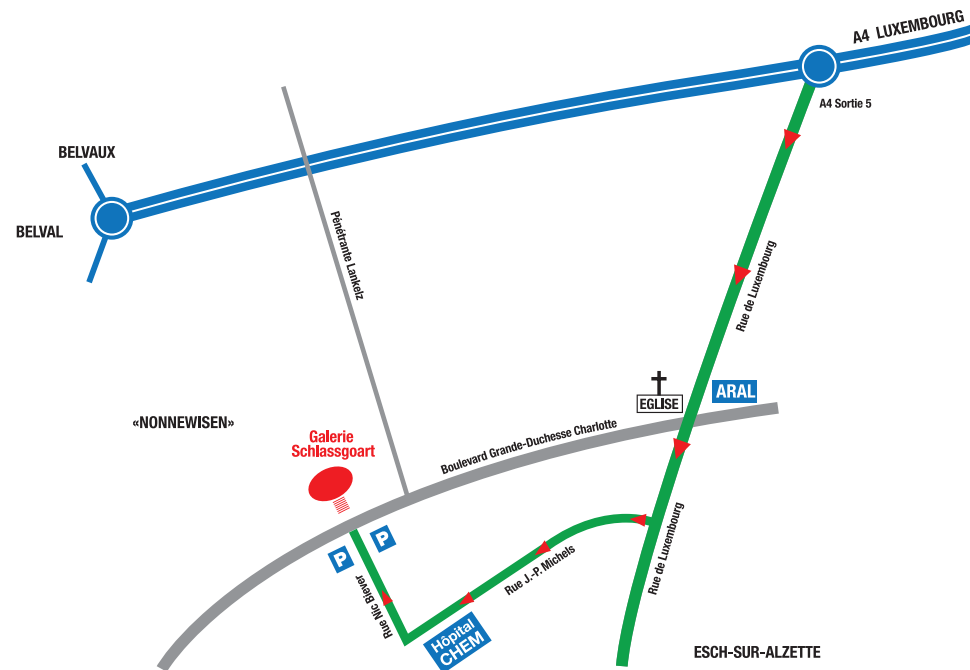 A4 LUXEMBOURG
A4 Sortie 5
BELVAUX
BELVAL
Pénétrante Lankelz
Rue de Luxembourg
ARAL
EGLISE
«NONNEWISEN»
Galerie
Schlassgoart
Boulevard Grande-Duchesse Charlotte
P
P
Rue Nic Biever
Rue J.-P. Michels
Rue de Luxembourg
Hôpital
CHEM
ESCH-SUR-ALZETTE